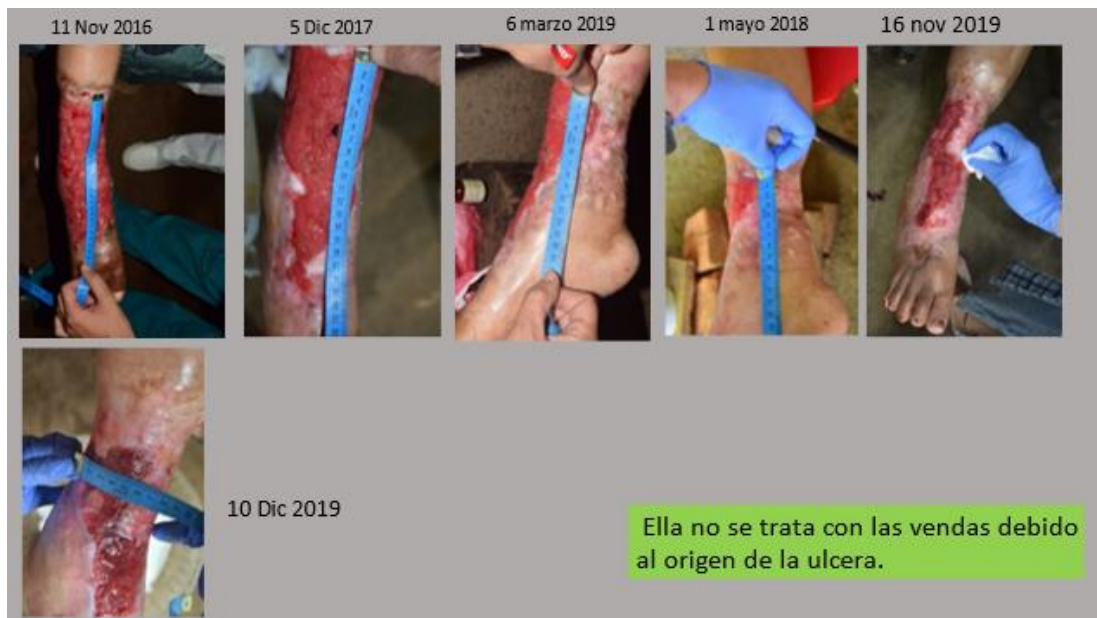 11 Nov 2016
5 Dic 2017
6 marzo 2019
1 mayo 2018
16 nov 2019
10 Dic 2019
Ella no se trata con las vendas debido
al origen de la ulcera.